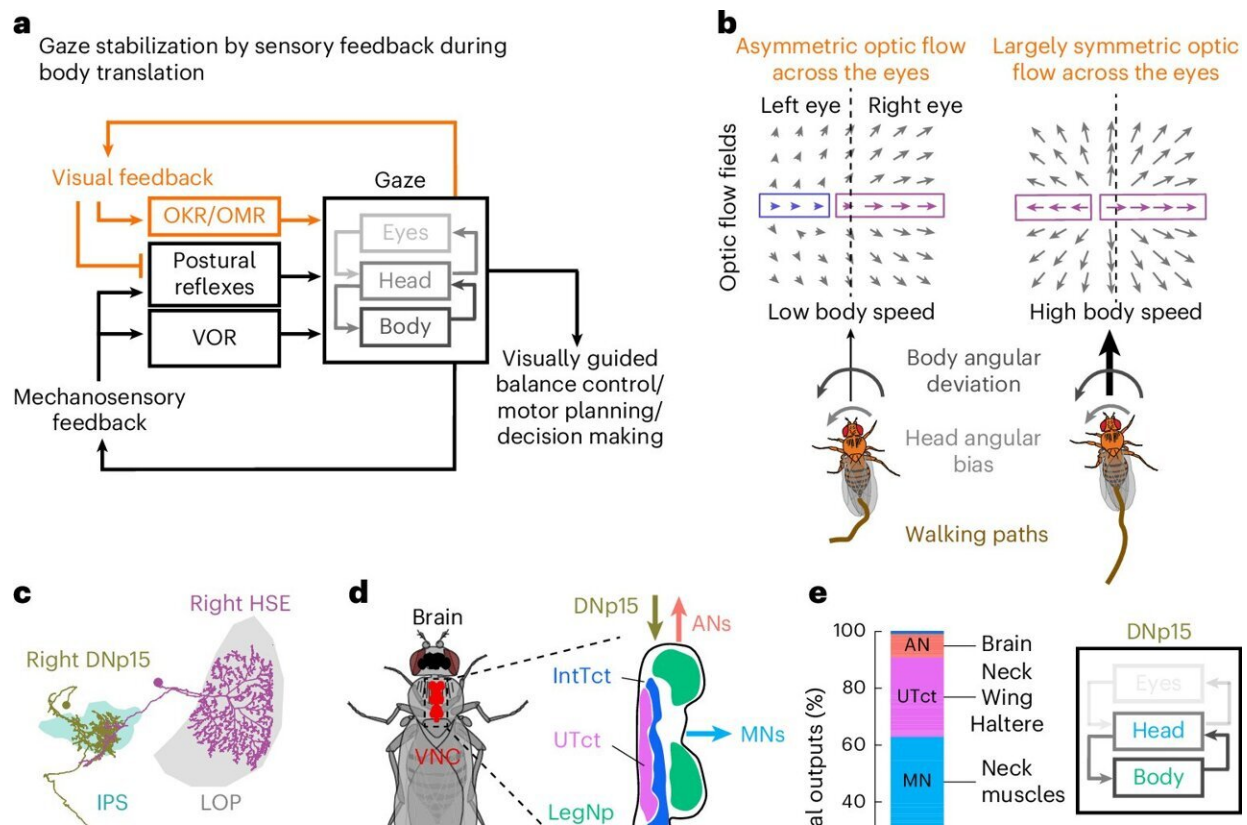 a
Gaze stabilization by sensory feedback during
body translation
Visual feedback
OKR/OMR
Postural
reflexes
VOR
Mechanosensory
feedback
Gaze
Eyes
Head
Body
Visually guided
balance control/
motor planning/
decision making
b
Asymmetric optic flow
across the eyes
Largely symmetric optic
flow across the eyes
Left eye
Right eye
Optic flow fields
Low body speed
High body speed
Body angular
deviation
Head angular
bias
Walking paths
c
Right HSE
Right DNp15
IPS
LOP
d
Brain
VNC
DNp15
ANs
IntTct
UTct
MNs
LegNp
e
al outputs (%)
100
80
60
40
AN
UTct
MN
Brain
Neck
Wing
Haltere
Neck
muscles
DNp15
Eyes
Head
Body